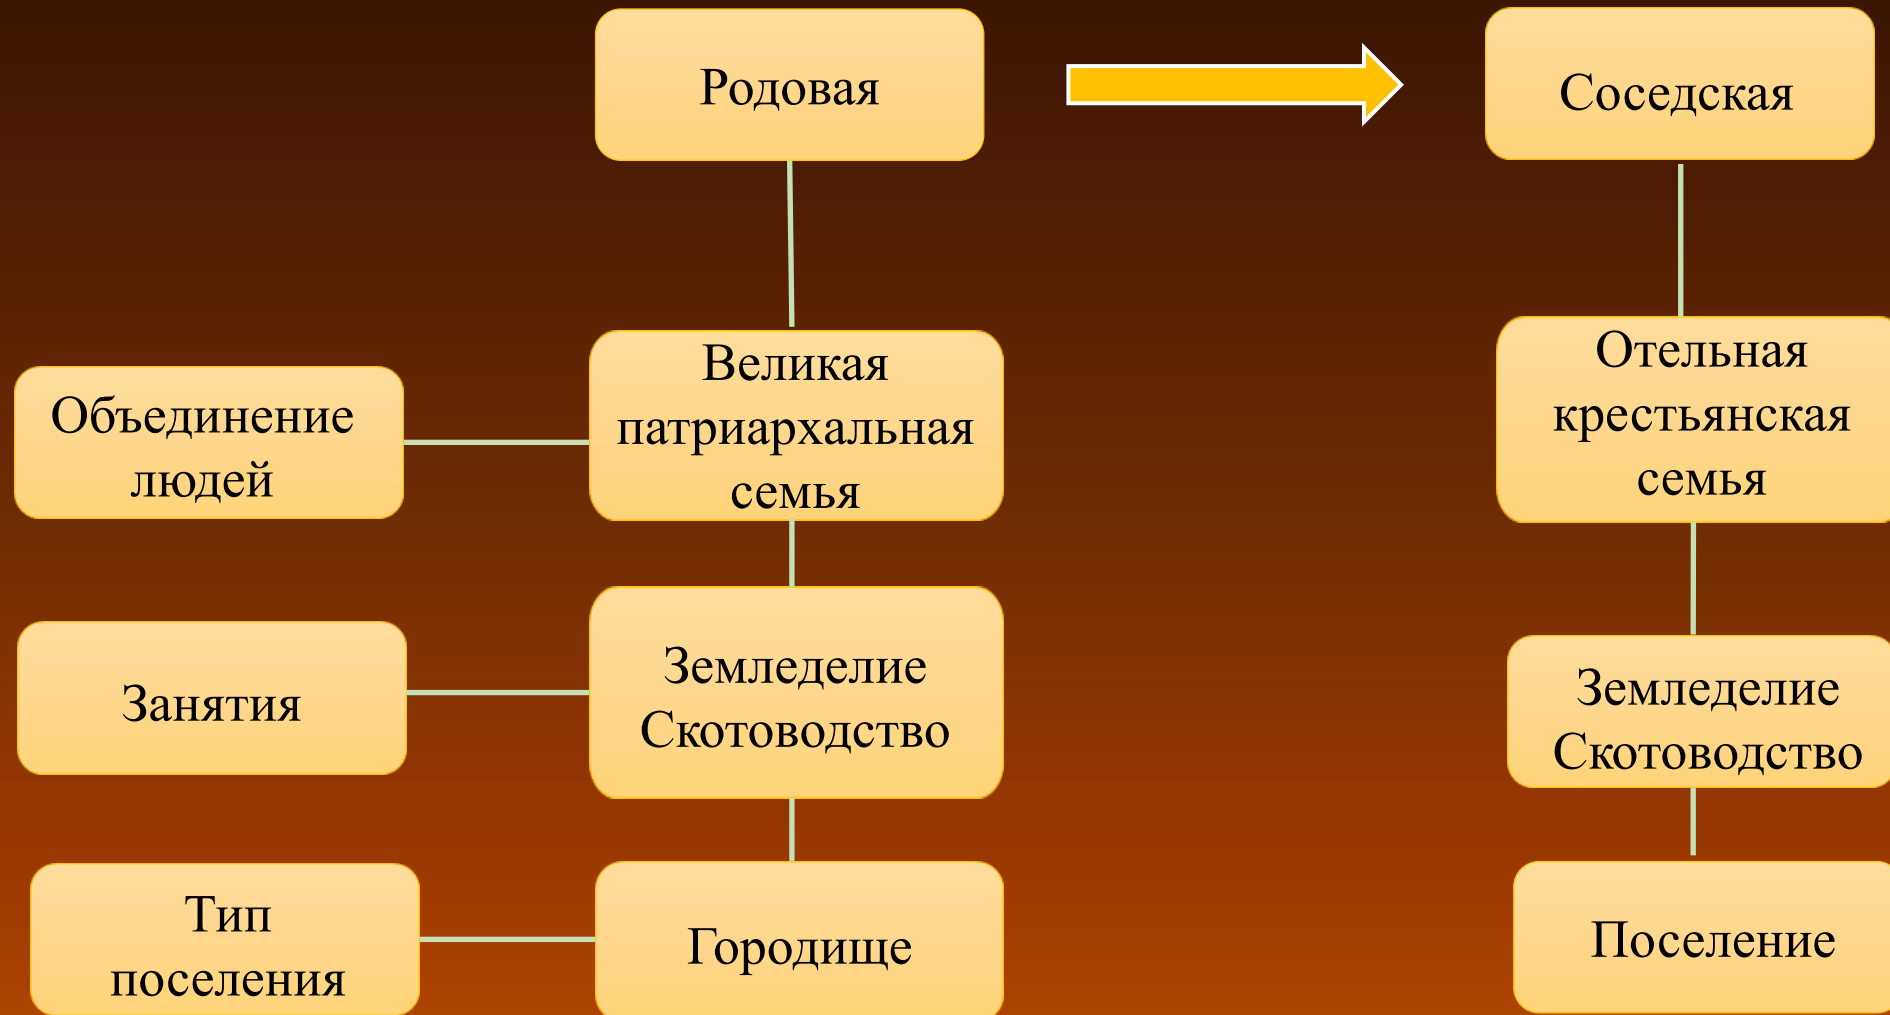 Родовая
Соседская
Объединение
людей
Великая
патриархальная
семья
Отельная
крестьянская
семья
Занятия
Земледелие
Скотоводство
Земледелие
Скотоводство
Тип
поселения
Городище
Поселение